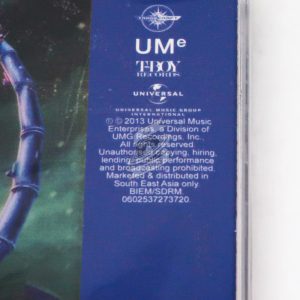 UMe
T-BOY
RECORDS
UNIVERSAL
UNIVERSAL MUSIC GROUP
INTERNATIONAL
℗ © 2013 Universal Music
Enterprises, a Division of
UMG Recordings, Inc.
All rights reserved.
Unauthorised copying, hiring,
lending, public performance
and broadcasting prohibited.
Marketed & distributed in
South East Asia only
BIEM/SDRM
0602537273720